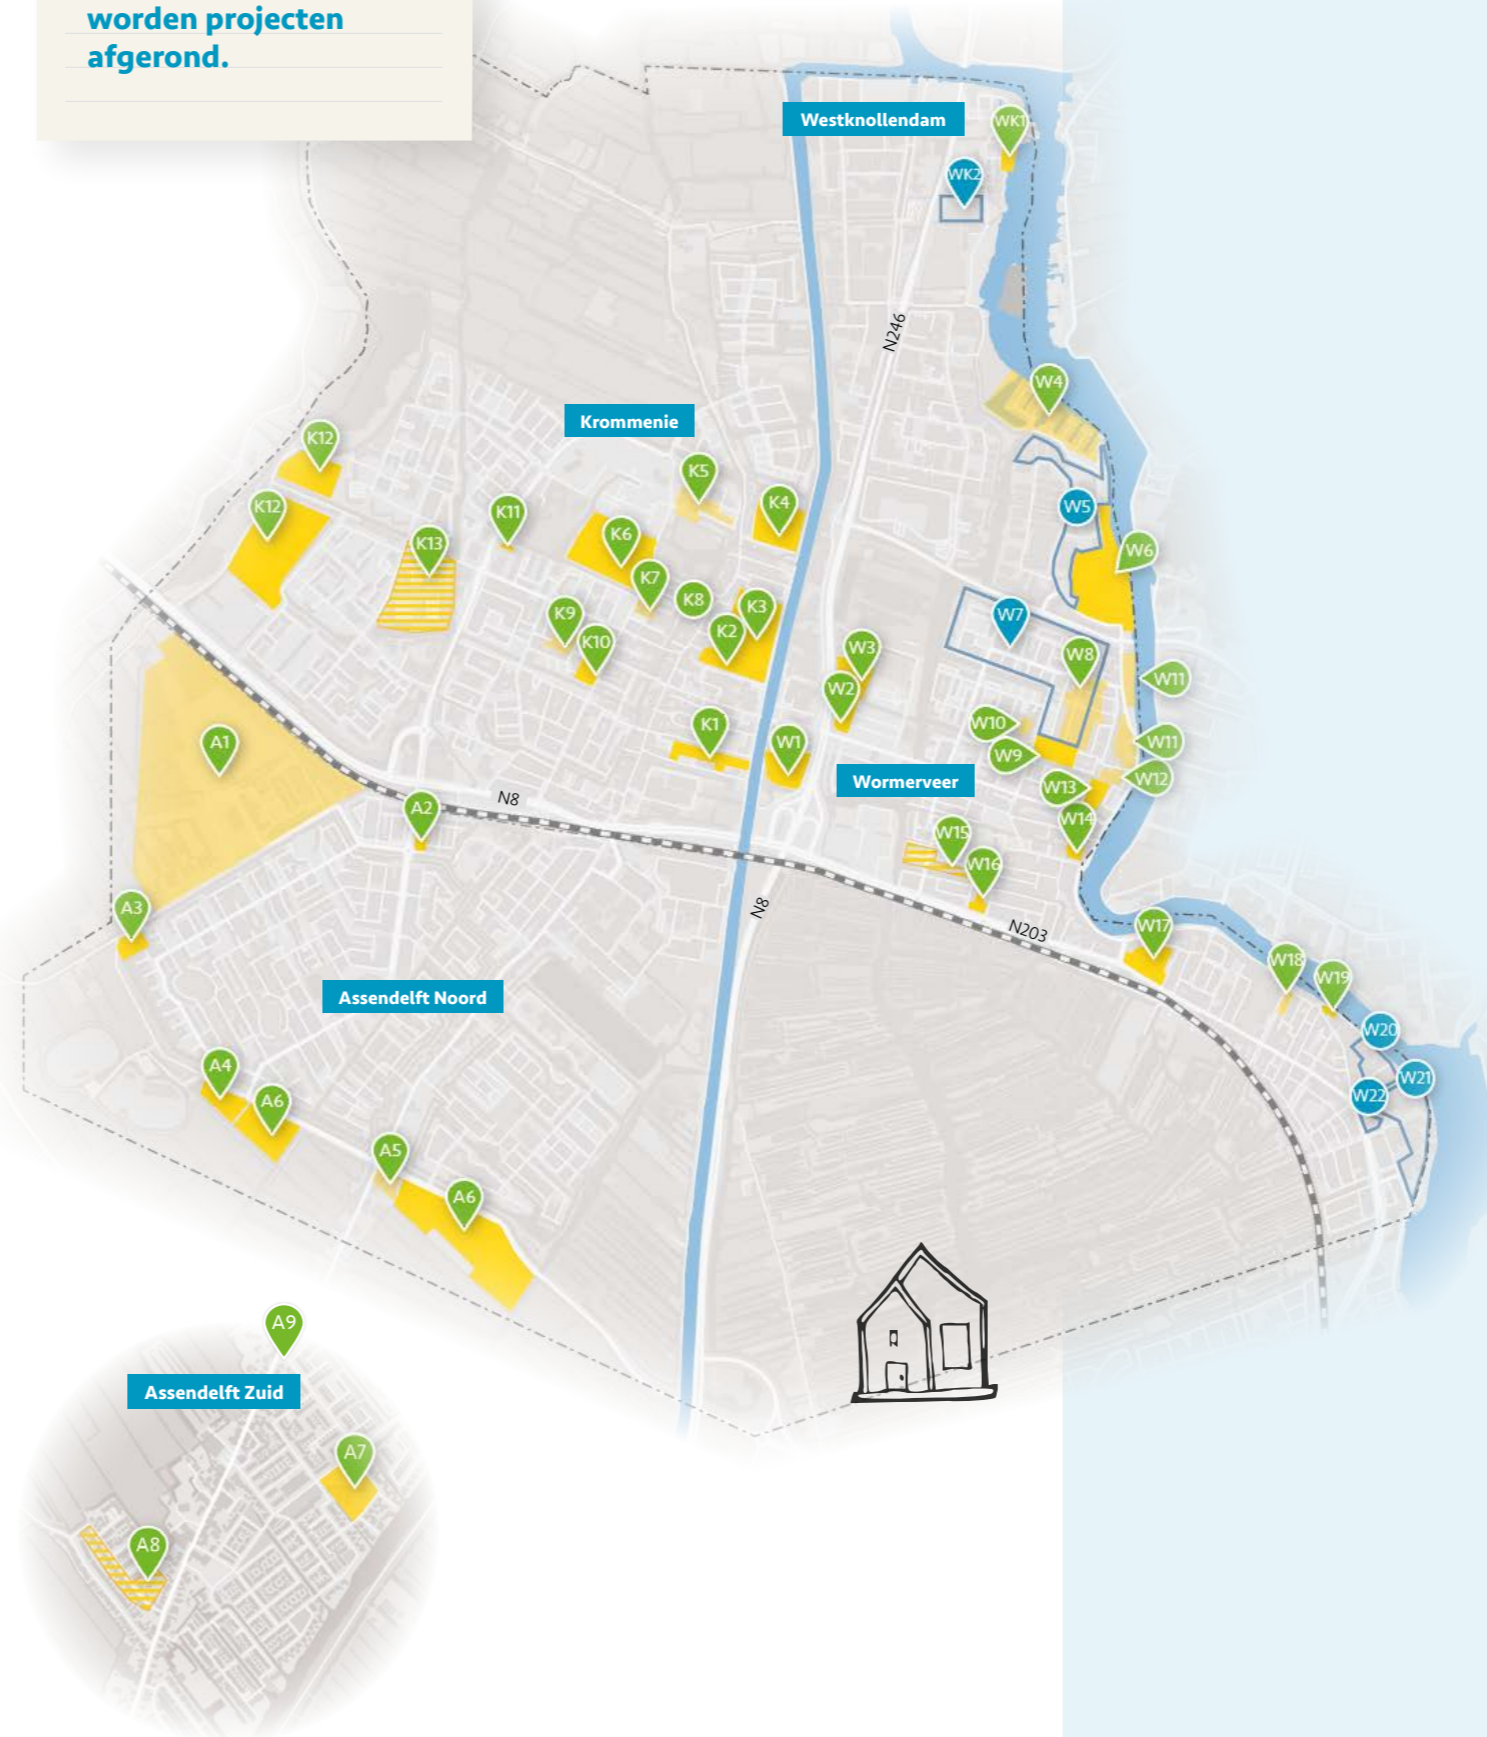 worden projecten
afgerond.
Westknollendam
WK1
WK2
N246
W4
Krommenie
K12
K5
K4
W5
K12
K11
K13
K6
W6
K7
K8
K3
K9
K2
K10
W7
W3
W8
W2
W11
K1
W10
W1
W11
A1
W9
Wormerveer
W12
W13
A2
N8
W14
W15
W16
A3
N8
N203
W17
W18
W19
Assendelft Noord
W20
A4
W21
A6
W22
A5
A6
A9
Assendelft Zuid
A7
A8